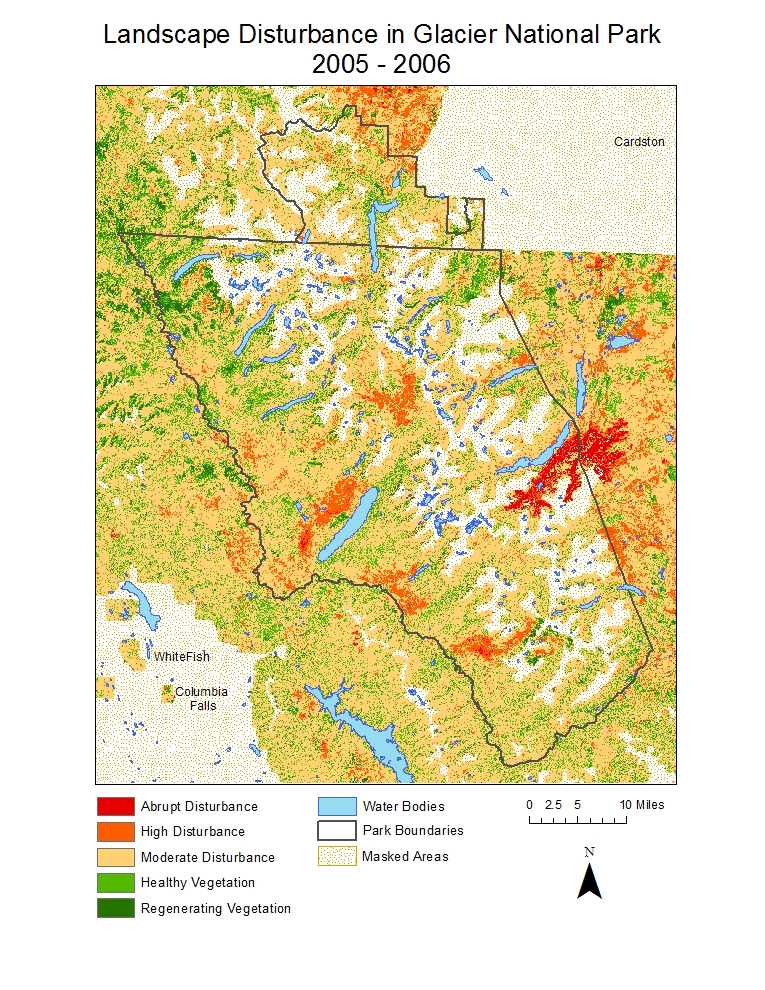 Landscape Disturbance in Glacier National Park
2005 - 2006
Cardston
WhiteFish
Columbia
Falls
Abrupt Disturbance
High Disturbance
Moderate Disturbance
Healthy Vegetation
Regenerating Vegetation
Water Bodies
Park Boundaries
Masked Areas
0 2.5 5 10 Miles
N